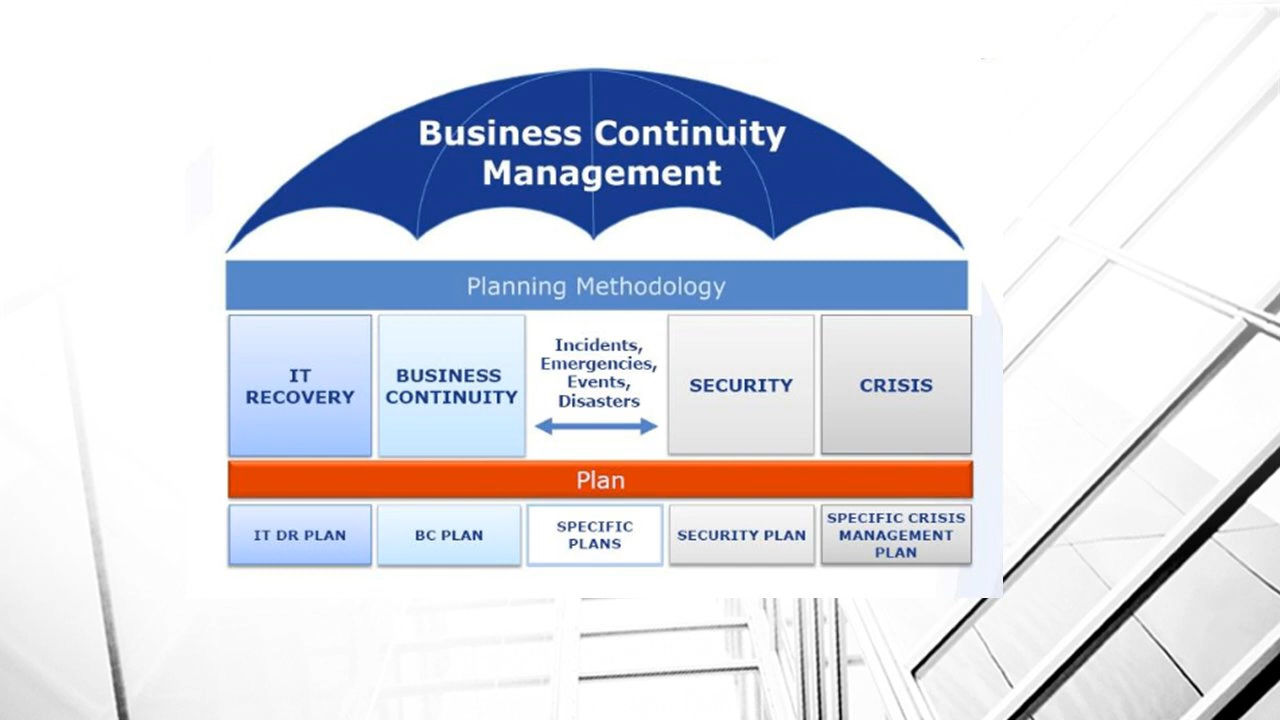 Business Continuity
Management
Planning Methodology
IT
RECOVERY
BUSINESS
CONTINUITY
Incidents,
Emergencies,
Events,
Disasters
SECURITY
CRISIS
Plan
IT DR PLAN
BC PLAN
SPECIFIC
PLANS
SECURITY PLAN
SPECIFIC CRISIS
MANAGEMENT
PLAN